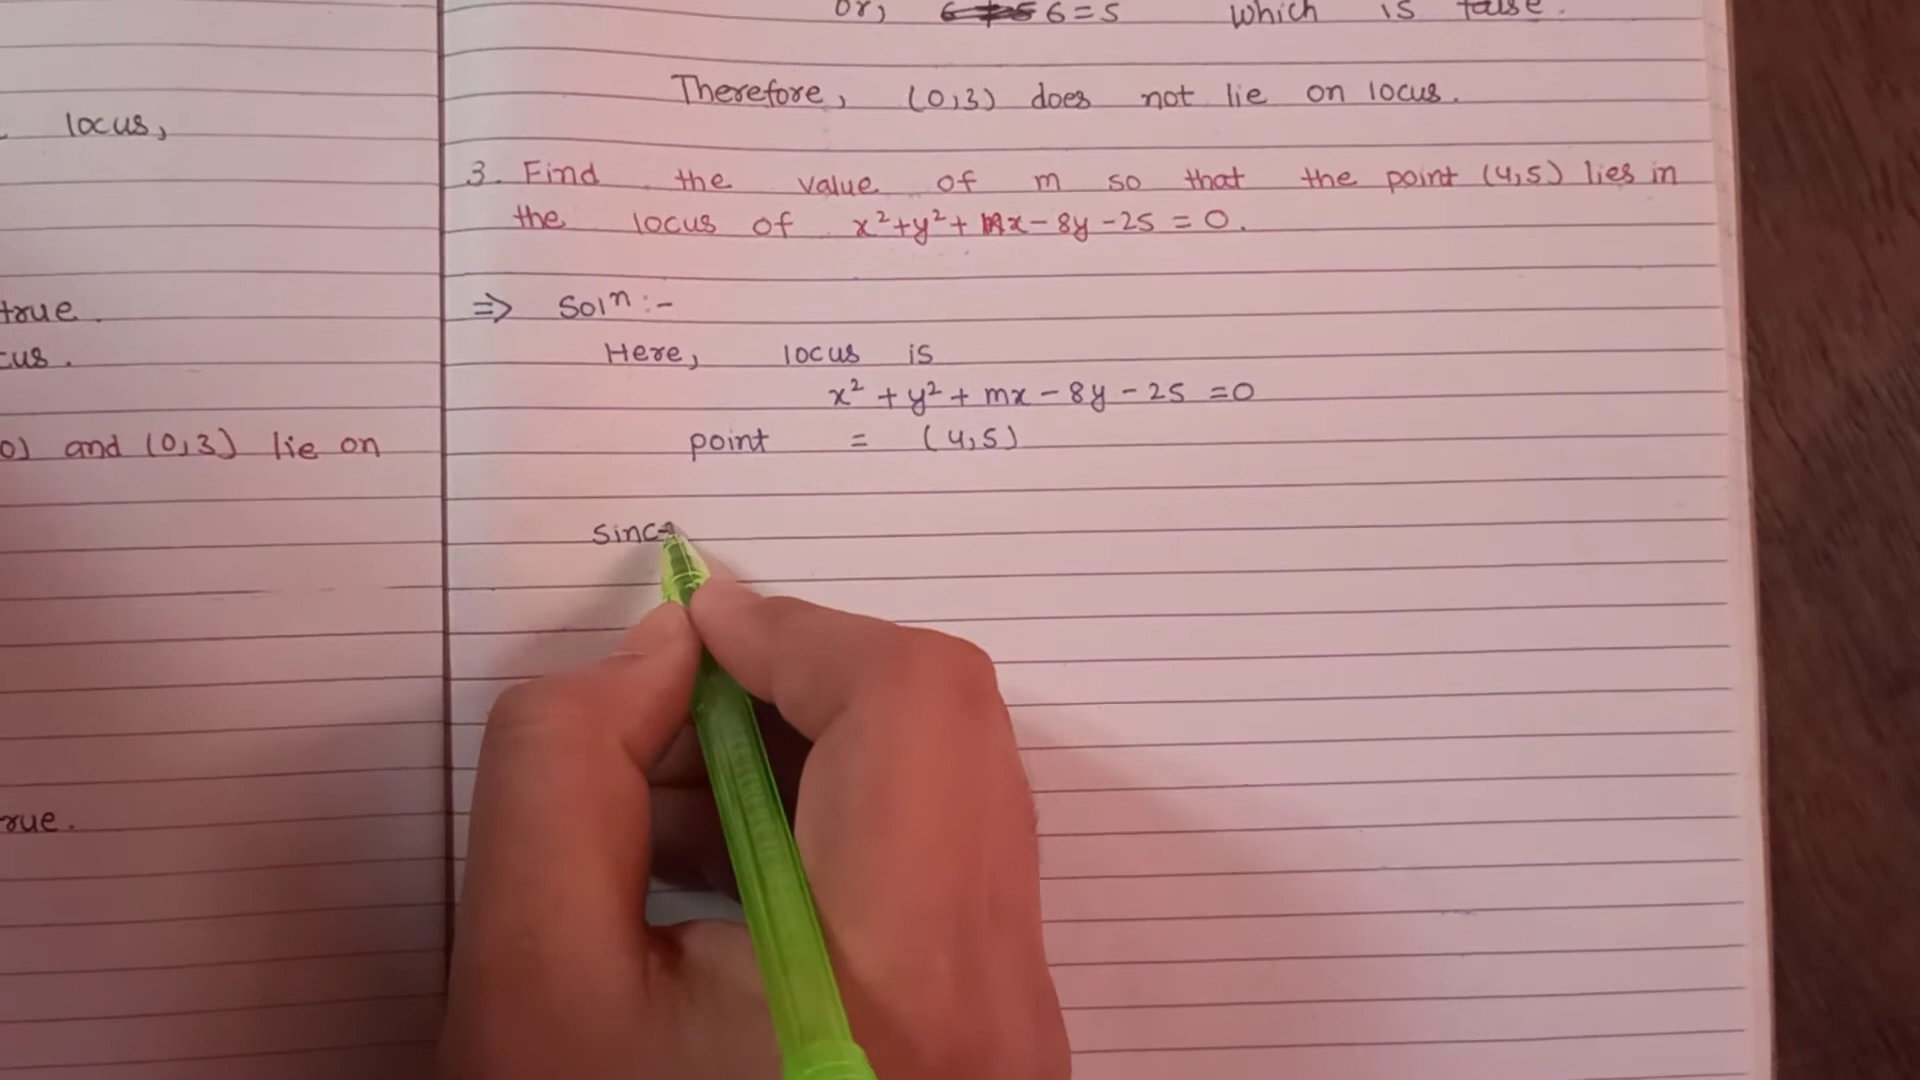 locus,
true.
cus.
0) and (0,3) lie on
rue.
or, 6=5 which is false.
Therefore, (0,3) does not lie on locus.
3. Find the value of m so that the point (4,5) lies in
the locus of x²+y²+mx-8y-25=0.
=> Solⁿ:-
Here, locus is
x²+y²+mx-8y-25=0
point = (4,5)
since